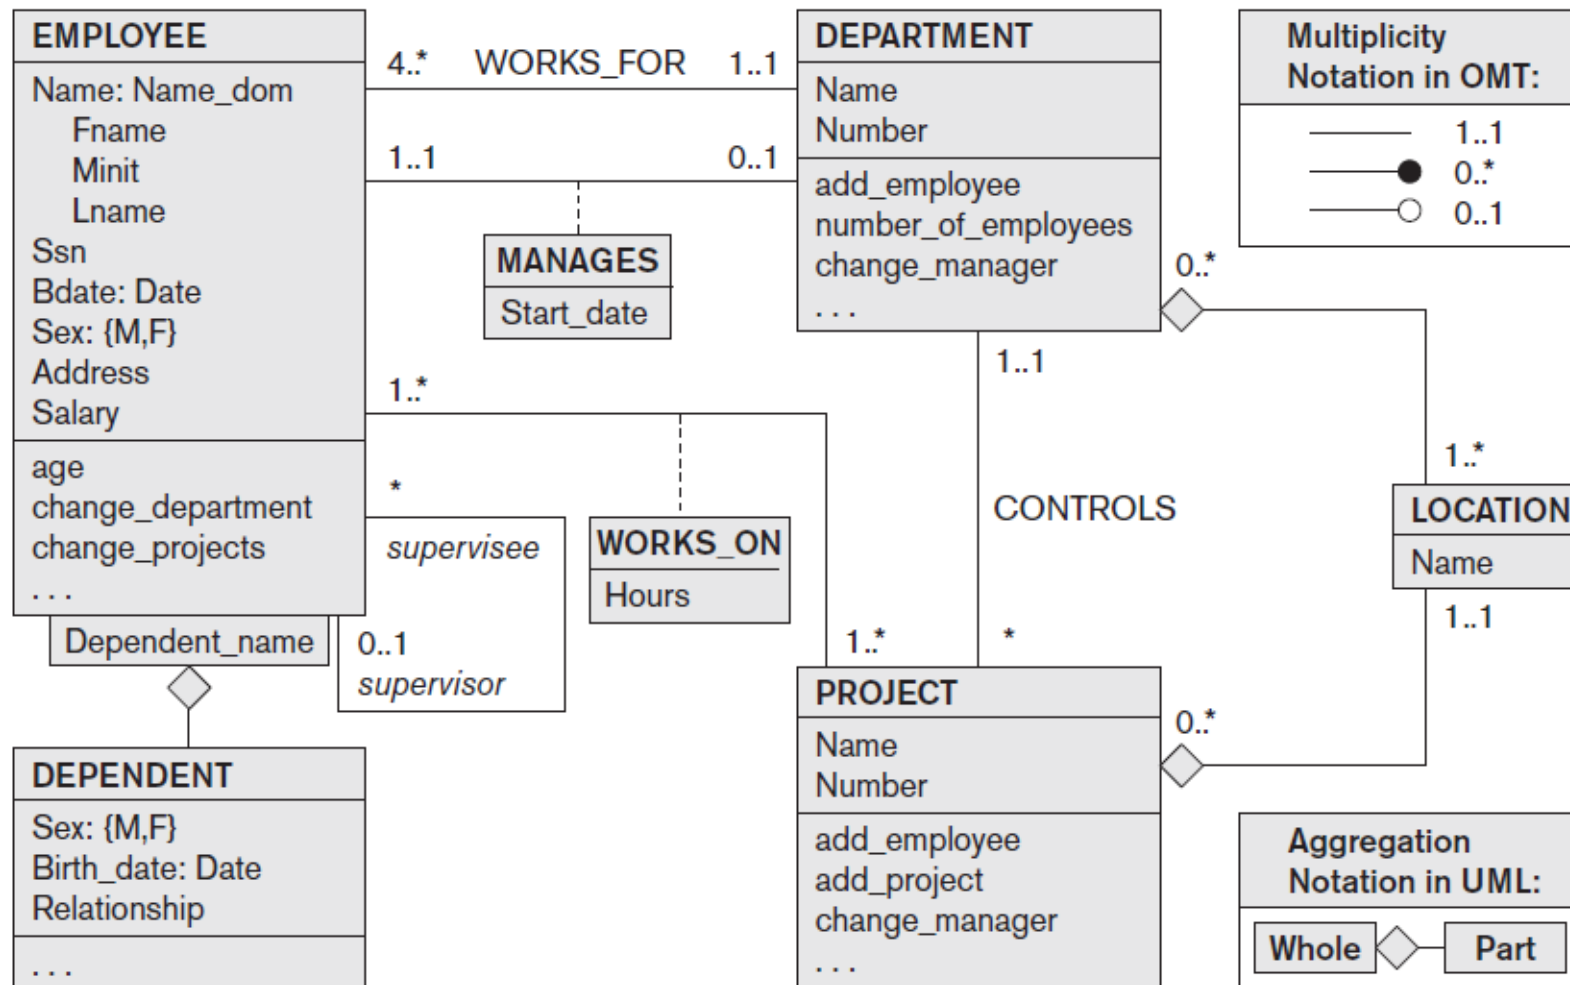 EMPLOYEE
Name: Name_dom
Fname
Minit
Lname
Ssn
Bdate: Date
Sex: {M,F}
Address
Salary
age
change_department
change_projects
. . .
Dependent_name
DEPENDENT
Sex: {M,F}
Birth_date: Date
Relationship
. . .
4..* WORKS_FOR 1..1
1..1 0..1
MANAGES
Start_date
1..*
*
supervisee
0..1
supervisor
WORKS_ON
Hours
1..*
DEPARTMENT
Name
Number
add_employee
number_of_employees
change_manager
. . .
0..*
1..1
CONTROLS
*
1..*
LOCATION
Name
1..1
PROJECT
Name
Number
add_employee
add_project
change_manager
. . .
0..*
Multiplicity
Notation in OMT:
1..1
0..*
0..1
Aggregation
Notation in UML:
Whole Part